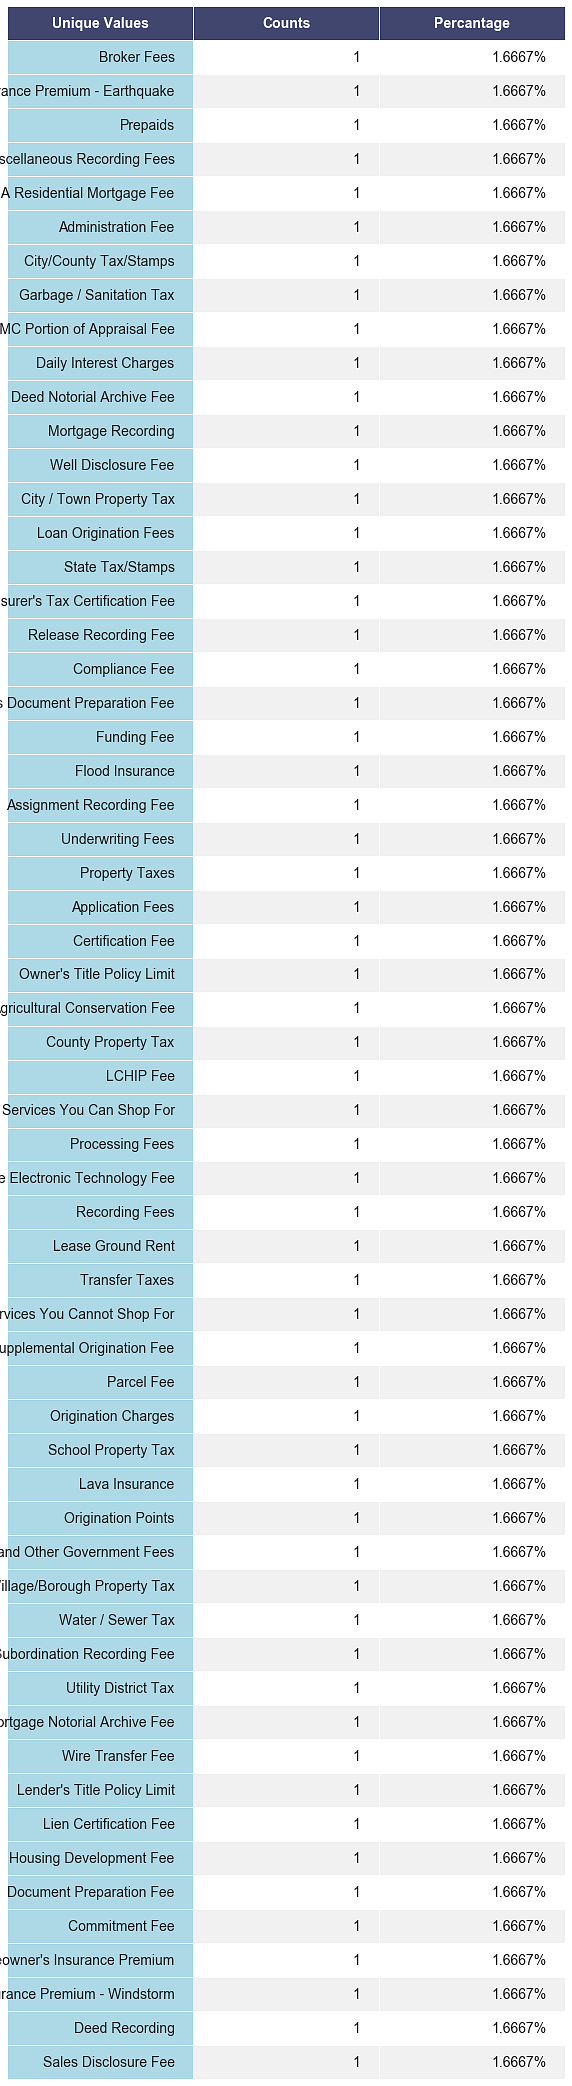 Unique Values Counts Percantage
Broker Fees 1 1.6667%
Premium - Earthquake 1 1.6667%
Prepaids 1 1.6667%
Recording Fees 1 1.6667%
A Residential Mortgage Fee 1 1.6667%
Administration Fee 1 1.6667%
City/County Tax/Stamps 1 1.6667%
Garbage / Sanitation Tax 1 1.6667%
MC Portion of Appraisal Fee 1 1.6667%
Daily Interest Charges 1 1.6667%
Deed Notorial Archive Fee 1 1.6667%
Mortgage Recording 1 1.6667%
Well Disclosure Fee 1 1.6667%
City / Town Property Tax 1 1.6667%
Loan Origination Fees 1 1.6667%
State Tax/Stamps 1 1.6667%
surer's Tax Certification Fee 1 1.6667%
Release Recording Fee 1 1.6667%
Compliance Fee 1 1.6667%
s Document Preparation Fee 1 1.6667%
Funding Fee 1 1.6667%
Flood Insurance 1 1.6667%
Assignment Recording Fee 1 1.6667%
Underwriting Fees 1 1.6667%
Property Taxes 1 1.6667%
Application Fees 1 1.6667%
Certification Fee 1 1.6667%
Owner's Title Policy Limit 1 1.6667%
gricultural Conservation Fee 1 1.6667%
County Property Tax 1 1.6667%
LCHIP Fee 1 1.6667%
Services You Can Shop For 1 1.6667%
Processing Fees 1 1.6667%
e Electronic Technology Fee 1 1.6667%
Recording Fees 1 1.6667%
Lease Ground Rent 1 1.6667%
Transfer Taxes 1 1.6667%
rvices You Cannot Shop For 1 1.6667%
upplemental Origination Fee 1 1.6667%
Parcel Fee 1 1.6667%
Origination Charges 1 1.6667%
School Property Tax 1 1.6667%
Lava Insurance 1 1.6667%
Origination Points 1 1.6667%
and Other Government Fees 1 1.6667%
illage/Borough Property Tax 1 1.6667%
Water / Sewer Tax 1 1.6667%
Subordination Recording Fee 1 1.6667%
Utility District Tax 1 1.6667%
ortgage Notorial Archive Fee 1 1.6667%
Wire Transfer Fee 1 1.6667%
Lender's Title Policy Limit 1 1.6667%
Lien Certification Fee 1 1.6667%
Housing Development Fee 1 1.6667%
Document Preparation Fee 1 1.6667%
Commitment Fee 1 1.6667%
owner's Insurance Premium 1 1.6667%
rance Premium - Windstorm 1 1.6667%
Deed Recording 1 1.6667%
Sales Disclosure Fee 1 1.6667%